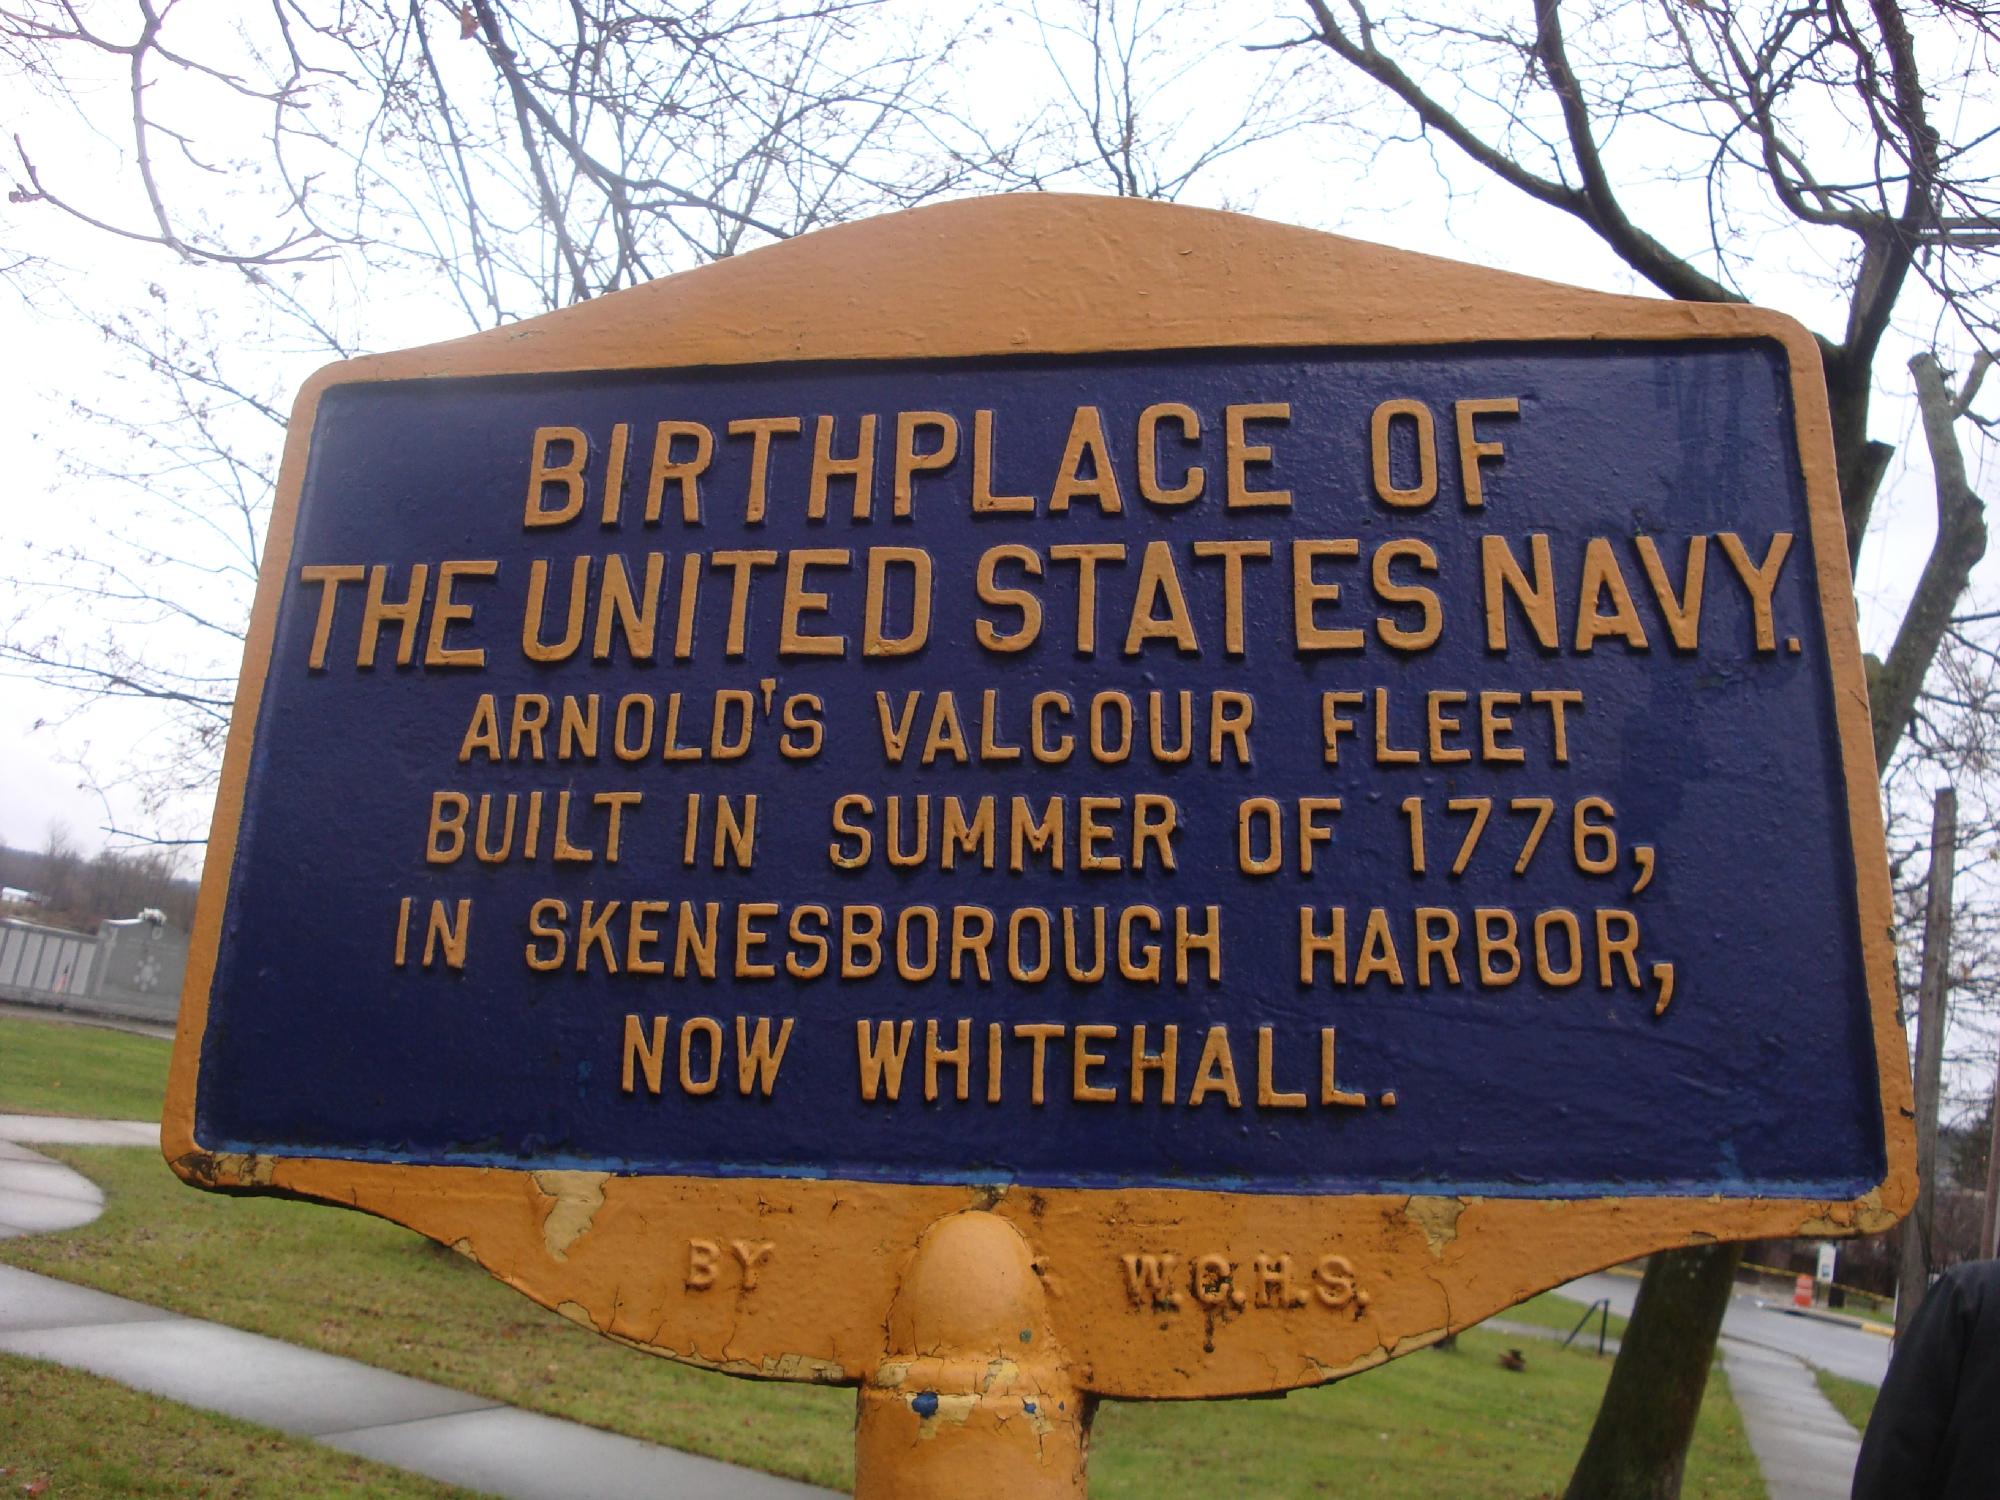 BIRTHPLACE OF
THE UNITED STATES NAVY.
ARNOLD'S VALCOUR FLEET
BUILT IN SUMMER OF 1776,
IN SKENESBOROUGH HARBOR,
NOW WHITEHALL.
BY W.C.H.S.